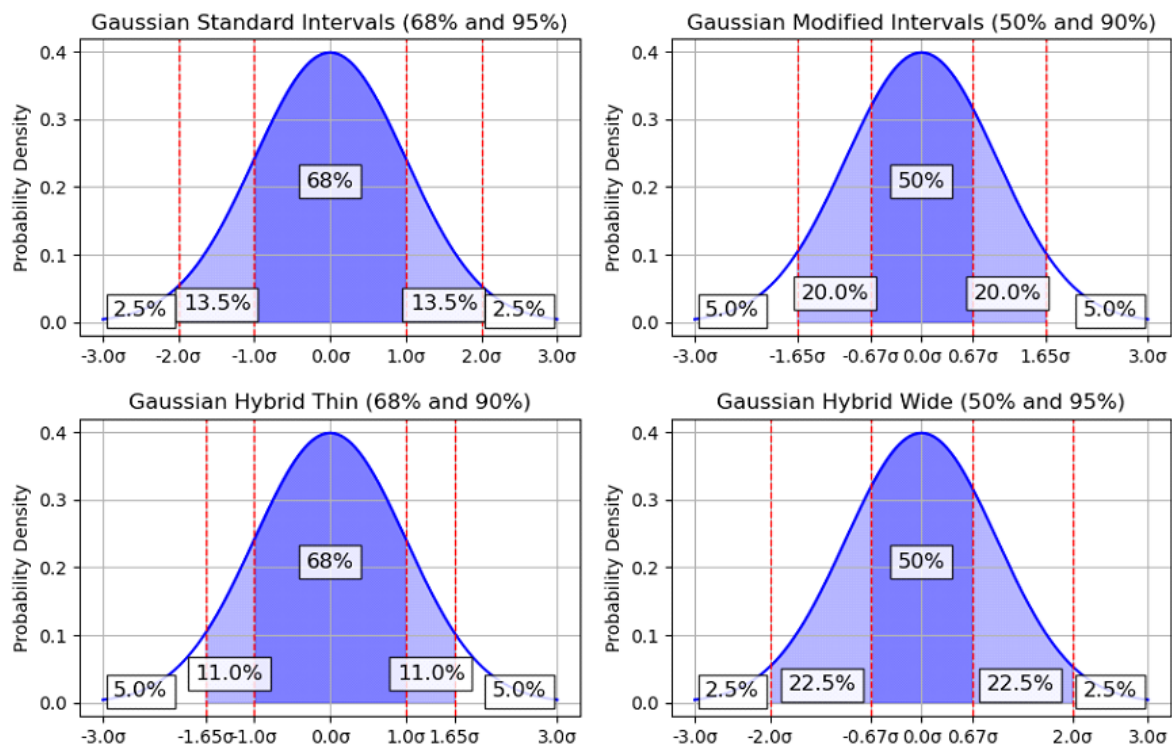 Gaussian Standard Intervals (68% and 95%)
Probability Density
0.4
0.3
0.2
0.1
0.0
68%
2.5%
13.5%
13.5%
2.5%
-3.0σ
-2.0σ
-1.0σ
0.0σ
1.0σ
2.0σ
3.0σ
Gaussian Modified Intervals (50% and 90%)
Probability Density
0.4
0.3
0.2
0.1
0.0
50%
5.0%
20.0%
20.0%
5.0%
-3.0σ
-1.65σ
-0.67σ
0.0σ
0.67σ
1.65σ
3.0σ
Gaussian Hybrid Thin (68% and 90%)
Probability Density
0.4
0.3
0.2
0.1
0.0
68%
5.0%
11.0%
11.0%
5.0%
-3.0σ
-1.65σ
-1.0σ
0.0σ
1.0σ
1.65σ
3.0σ
Gaussian Hybrid Wide (50% and 95%)
Probability Density
0.4
0.3
0.2
0.1
0.0
50%
2.5%
22.5%
22.5%
2.5%
-3.0σ
-2.0σ
-0.67σ
0.0σ
0.67σ
2.0σ
3.0σ